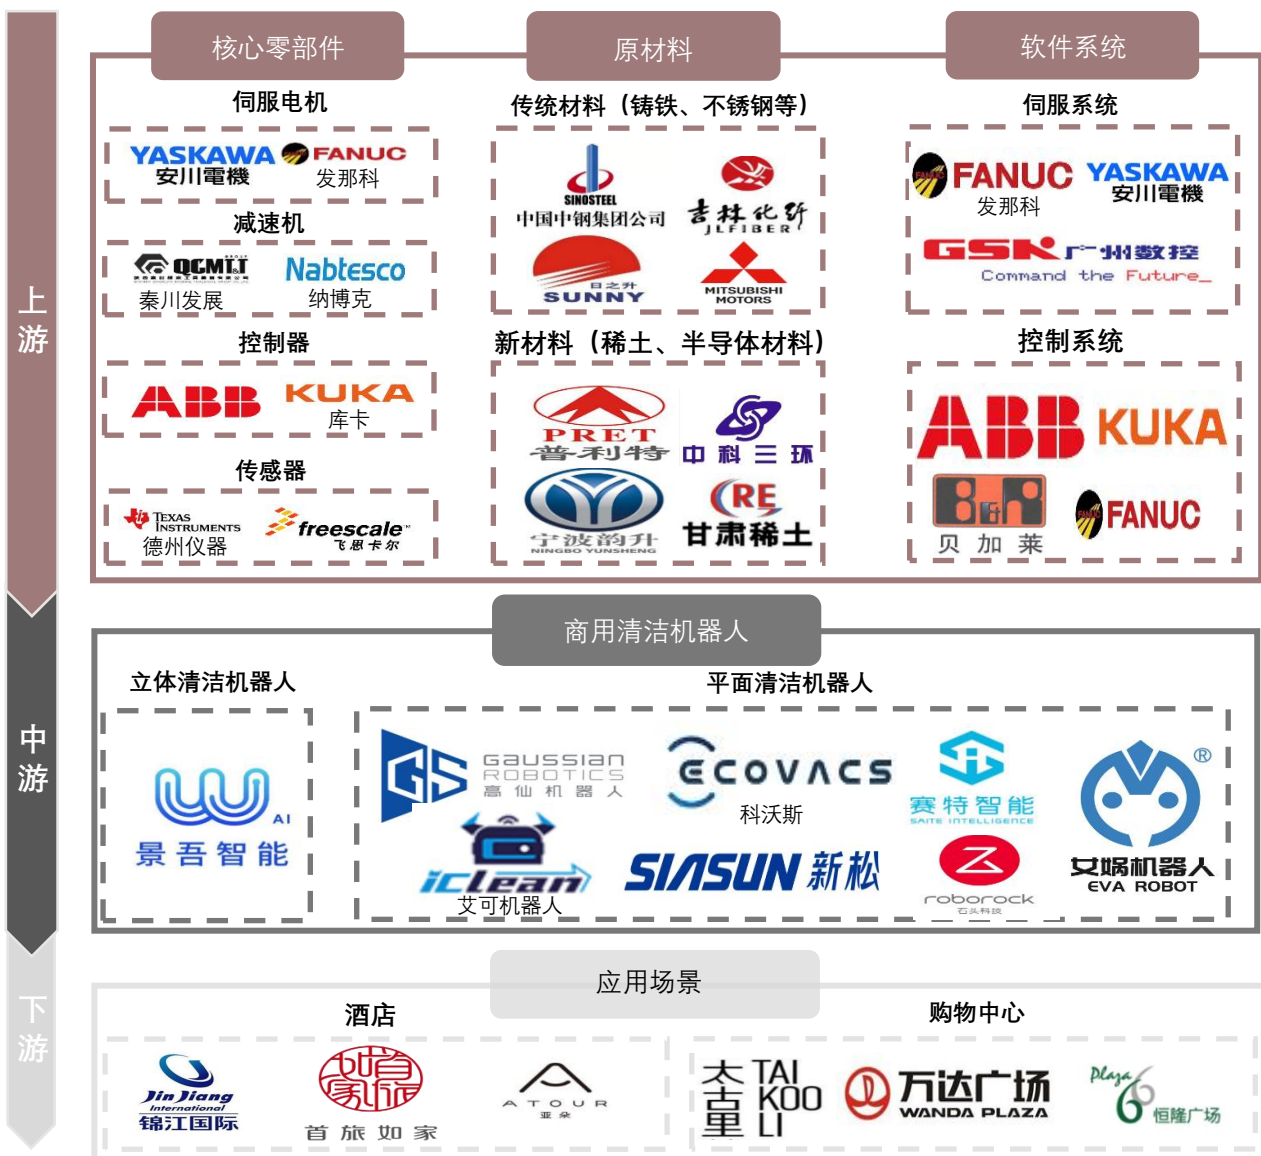 上游
核心零部件
伺服电机
YASKAWA
安川電機
FANUC
发那科
减速机
QCMT&T
秦川发展
Nabtesco
纳博克
控制器
ABB
KUKA
库卡
传感器
TEXAS
INSTRUMENTS
德州仪器
freescale™
飞思卡尔
原材料
传统材料（铸铁、不锈钢等）
SINOSTEEL
中国中钢集团公司
吉林化纤
JLFIBER
日之升
SUNNY
MITSUBISHI
MOTORS
新材料（稀土、半导体材料）
PRET
普利特
中科三环
宁波韵升
NINGBO YUNSHENG
CRE
甘肃稀土
软件系统
伺服系统
FANUC
发那科
YASKAWA
安川電機
GSK广州数控
Command the Future_
控制系统
ABB
KUKA
B&R
贝加莱
FANUC
中游
商用清洁机器人
立体清洁机器人
AI
景吾智能
平面清洁机器人
GS
GAUSSIAN
ROBOTICS
高仙机器人
ECOVACS
科沃斯
赛特智能
SAITE INTELLIGENCE
iclean
艾可机器人
SIASUN 新松
roborock
石头科技
®
女娲机器人
EVA ROBOT
下游
应用场景
酒店
Jin Jiang
International
锦江国际
首旅如家
ATOUR
亚朵
购物中心
太古里
TAI
KOO
LI
万达广场
WANDA PLAZA
Plaza 66
恒隆广场